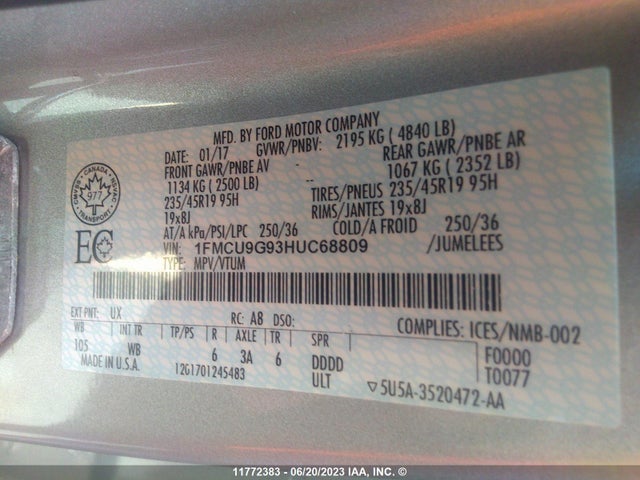 MFD. BY FORD MOTOR COMPANY
DATE: 01/17 GVWR/PNBV: 2195 KG ( 4840 LB)
FRONT GAWR/PNBE AV REAR GAWR/PNBE AR
1134 KG ( 2500 LB) -- 1067 KG ( 2352 LB)
235/45R19 95H TIRES/PNEUS 235/45R19 95H
19x8J RIMS/JANTES 19x8J
AT/A kPa/PSI/LPC 250/36 COLD/A FROID 250/36
VIN: 1FMCU9G93HUC68809 /JUMELEES
TYPE: MPV/VTUM
977
TRANSPORT
EC
EXT PNT: UX RC: A8 DSO: COMPLIES: ICES/NMB-002
WB INT TR TP/PS R AXLE TR SPR F0000
105 WB 6 3A 6 DDDD T0077
MADE IN U.S.A. 12G1701245483 ULT ▽5U5A-3520472-AA
11772383 - 06/20/2023 IAA, INC. ©